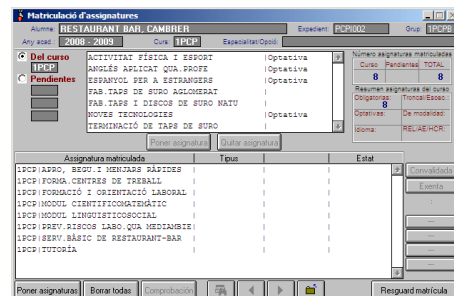 Matriculació d'assignatures
Alumne: RESTAURANT BAR, CAMBRER Expedient: PCPI002 Grup: 1PCPB
Any acad.: 2008 - 2009 Curs: 1PCP Especialitat/Opció:
Del curso
1PCP
Pendientes
ACTIVITAT FÍSICA I ESPORT |Optativa
ANGLÉS APLICAT QUA.PROFE |Optativa
ESPANYOL PER A ESTRANGERS |Optativa
FAB.TAPS DE SURO AGLOMERAT |
FAB.TAPS I DISCOS DE SURO NATU |
NOVES TECNOLOGIES |Optativa
TERMINACIÓ DE TAPS DE SURO |
Número asignaturas matriculadas
Curso Pendientes TOTAL
8 8
Resumen asignaturas del curso
Obligatorias: Troncal/Espec.:
8
Optativas: De modalidad:
Idioma: REL/AE/HCR:
Poner asignatura Quitar asignatura
Assignatura matriculada Tipus Estat
1PCP|APRO, BEGU.I MENJARS RÀPIDES | |
1PCP|FORMA.CENTRES DE TREBALL | |
1PCP|FORMACIÓ I ORIENTACIÓ LABORAL | |
1PCP|MODUL CIENTIFICOMATEMÀTIC | |
1PCP|MODUL LINGUISTICOSOCIAL | |
1PCP|PREV.RISCOS LABO.QUA MEDIAMBIE| |
1PCP|SERV.BÀSIC DE RESTAURANT-BAR | |
1PCP|TUTORÍA | |
Convalidada
Exenta
:
...
...
...
...
Poner asignaturas Borrar todas Comprobación Resguard matrícula